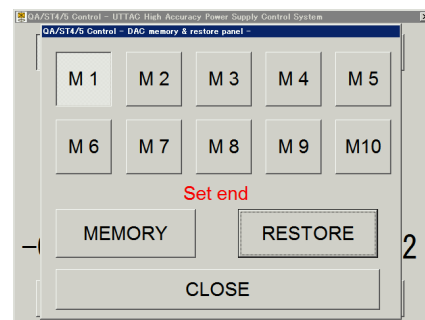 QA/ST4/5 Control - UTTAC High Accuracy Power Supply Control System
QA/ST4/5 Control - DAC memory & restore panel -
M 1 M 2 M 3 M 4 M 5
M 6 M 7 M 8 M 9 M10
Set end
MEMORY RESTORE
2
CLOSE